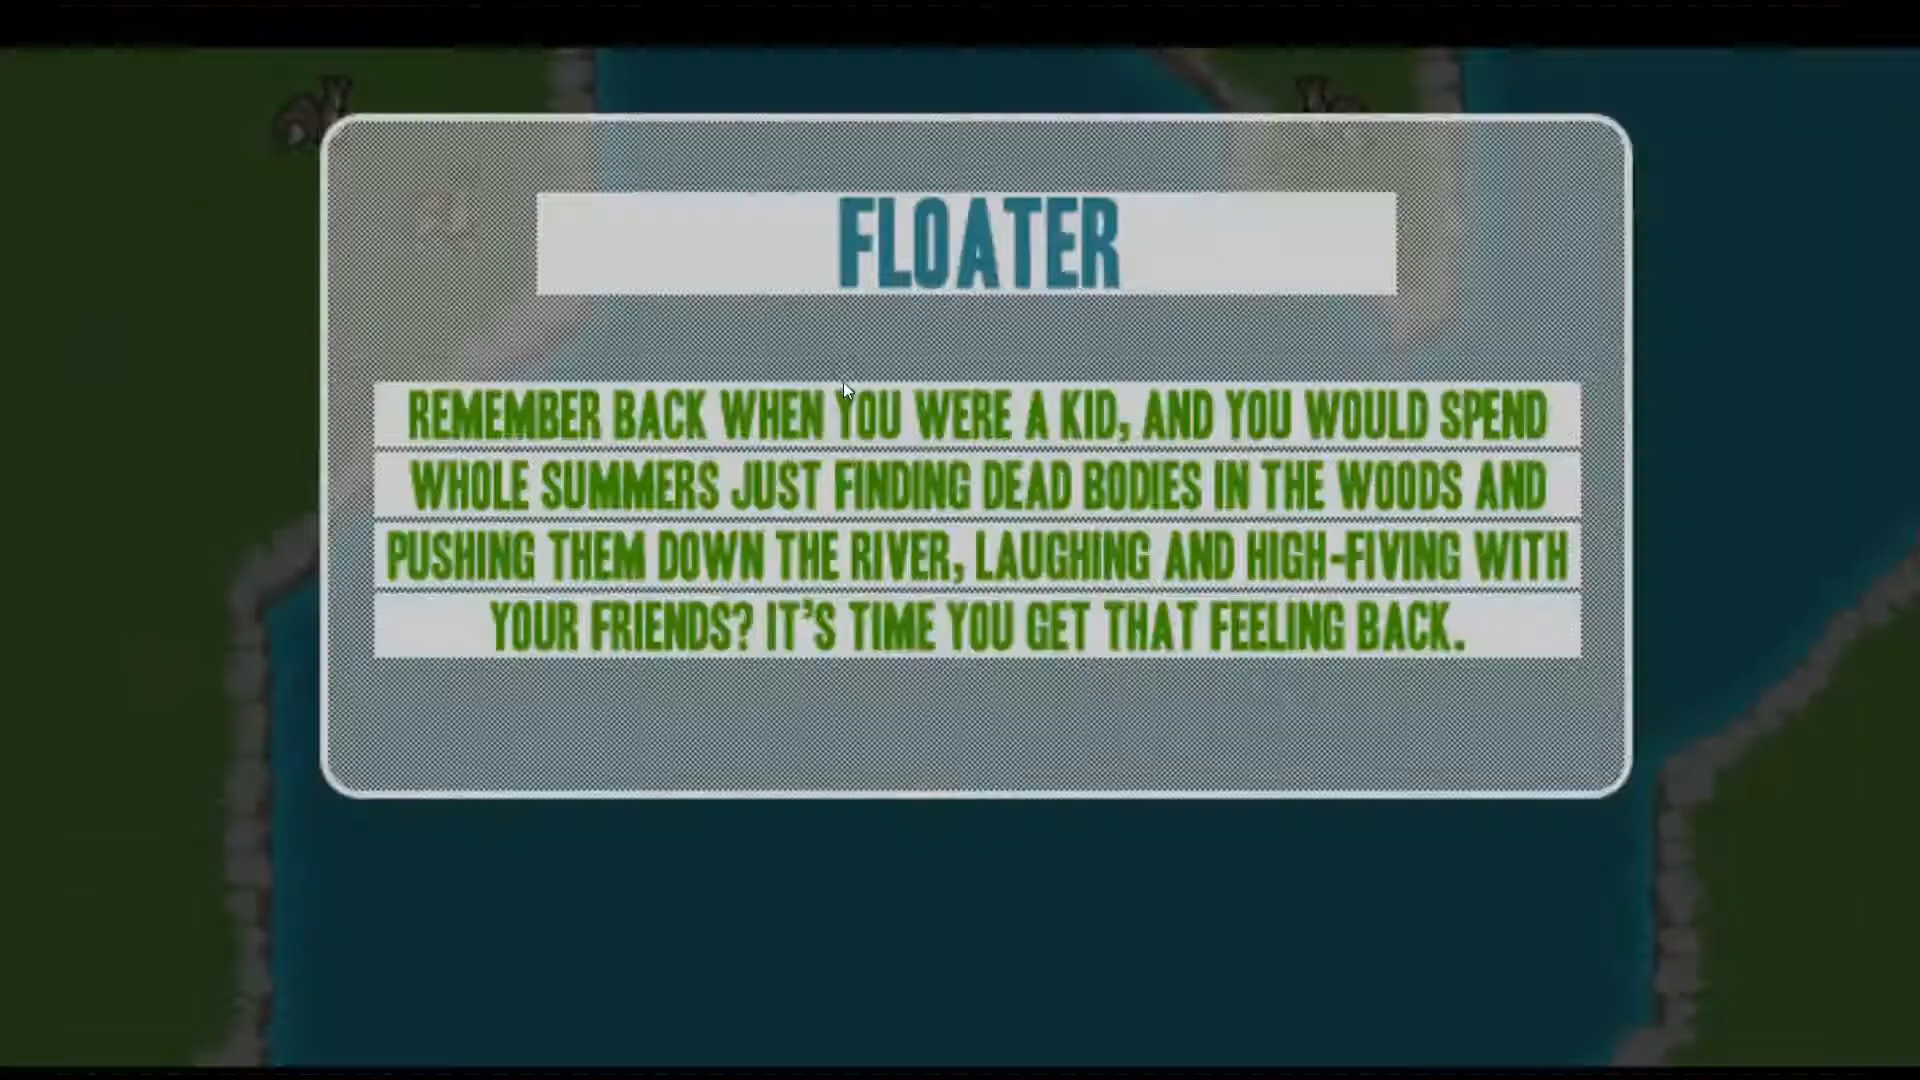 FLOATER
REMEMBER BACK WHEN YOU WERE A KID, AND YOU WOULD SPEND
WHOLE SUMMERS JUST FINDING DEAD BODIES IN THE WOODS AND
PUSHING THEM DOWN THE RIVER, LAUGHING AND HIGH-FIVING WITH
YOUR FRIENDS? IT'S TIME YOU GET THAT FEELING BACK.